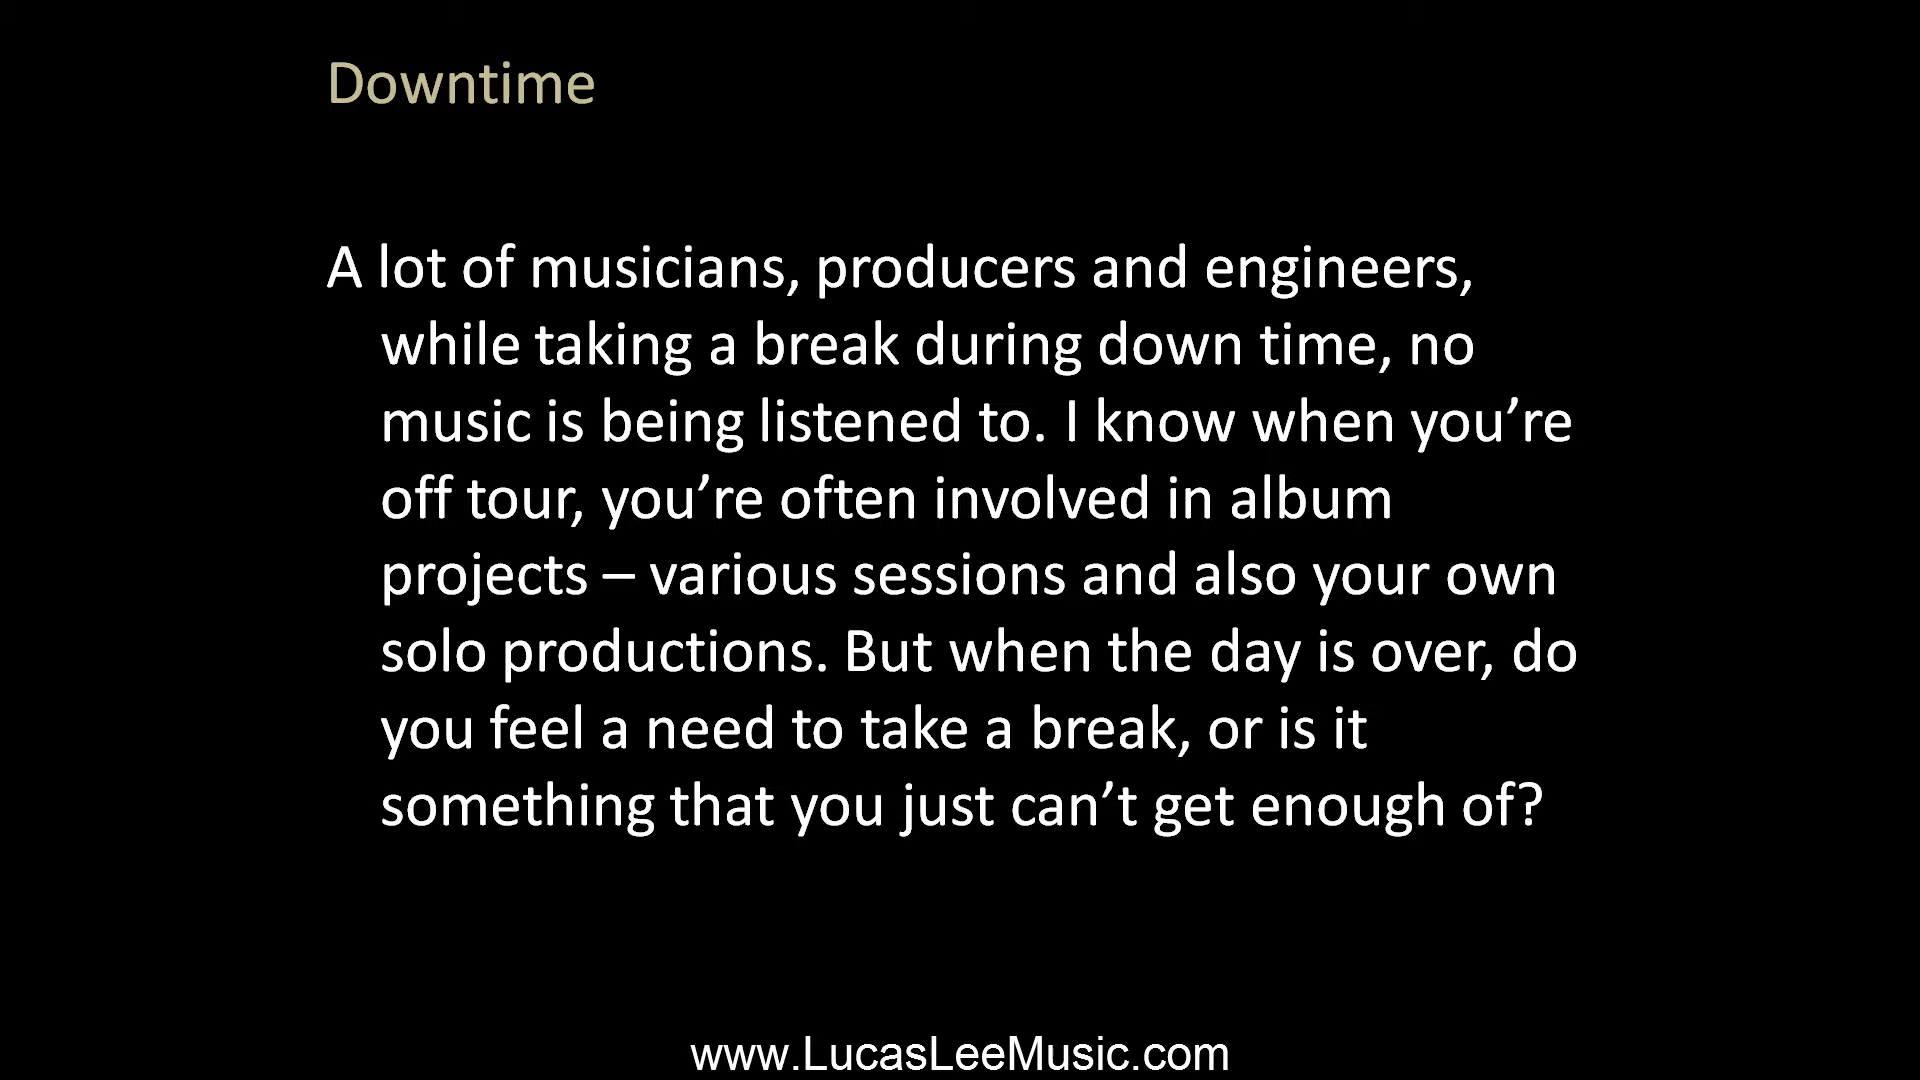 Downtime
A lot of musicians, producers and engineers,
while taking a break during down time, no
music is being listened to. I know when you’re
off tour, you’re often involved in album
projects – various sessions and also your own
solo productions. But when the day is over, do
you feel a need to take a break, or is it
something that you just can’t get enough of?
www.LucasLeeMusic.com